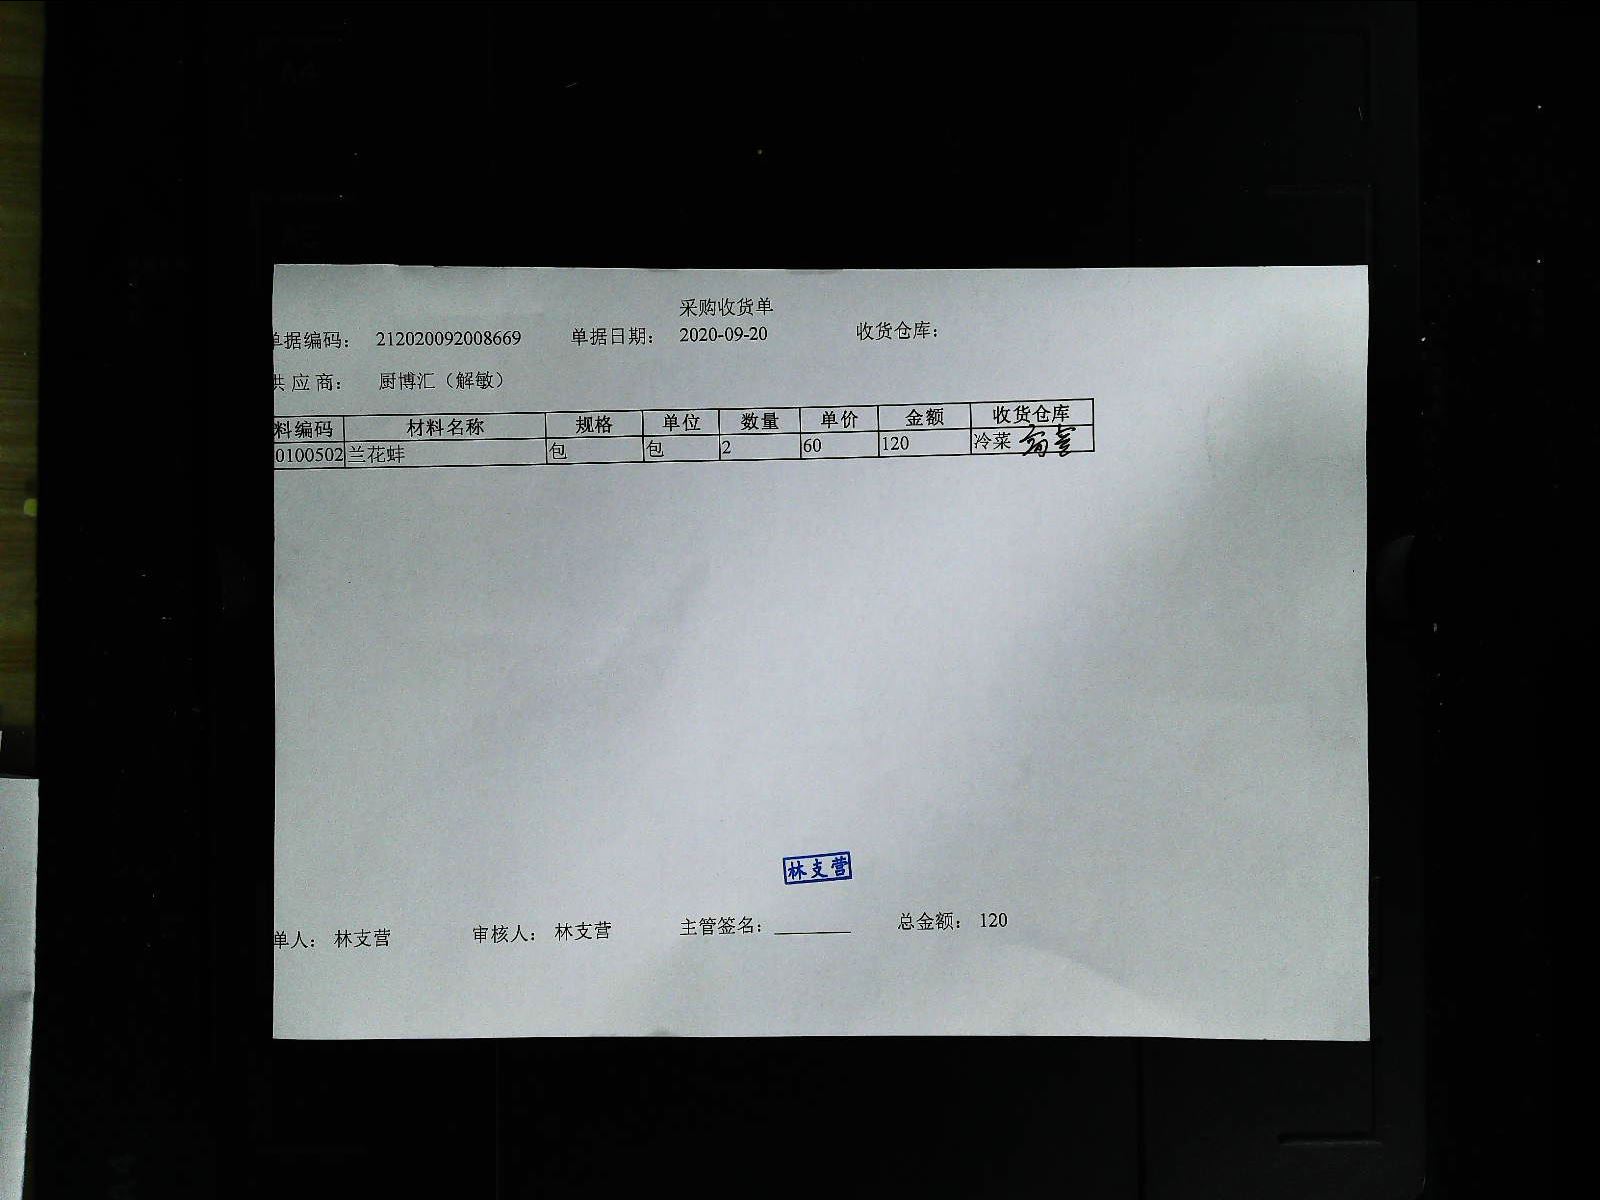 采购收货单
单据编码: 212020092008669 单据日期: 2020-09-20 收货仓库:
供应商: 厨博汇（解敏）
料编码 材料名称 规格 单位 数量 单价 金额 收货仓库
0100502 兰花蚌 包 包 2 60 120 冷菜
林支营
单人: 林支营 审核人: 林支营 主管签名: ________ 总金额: 120